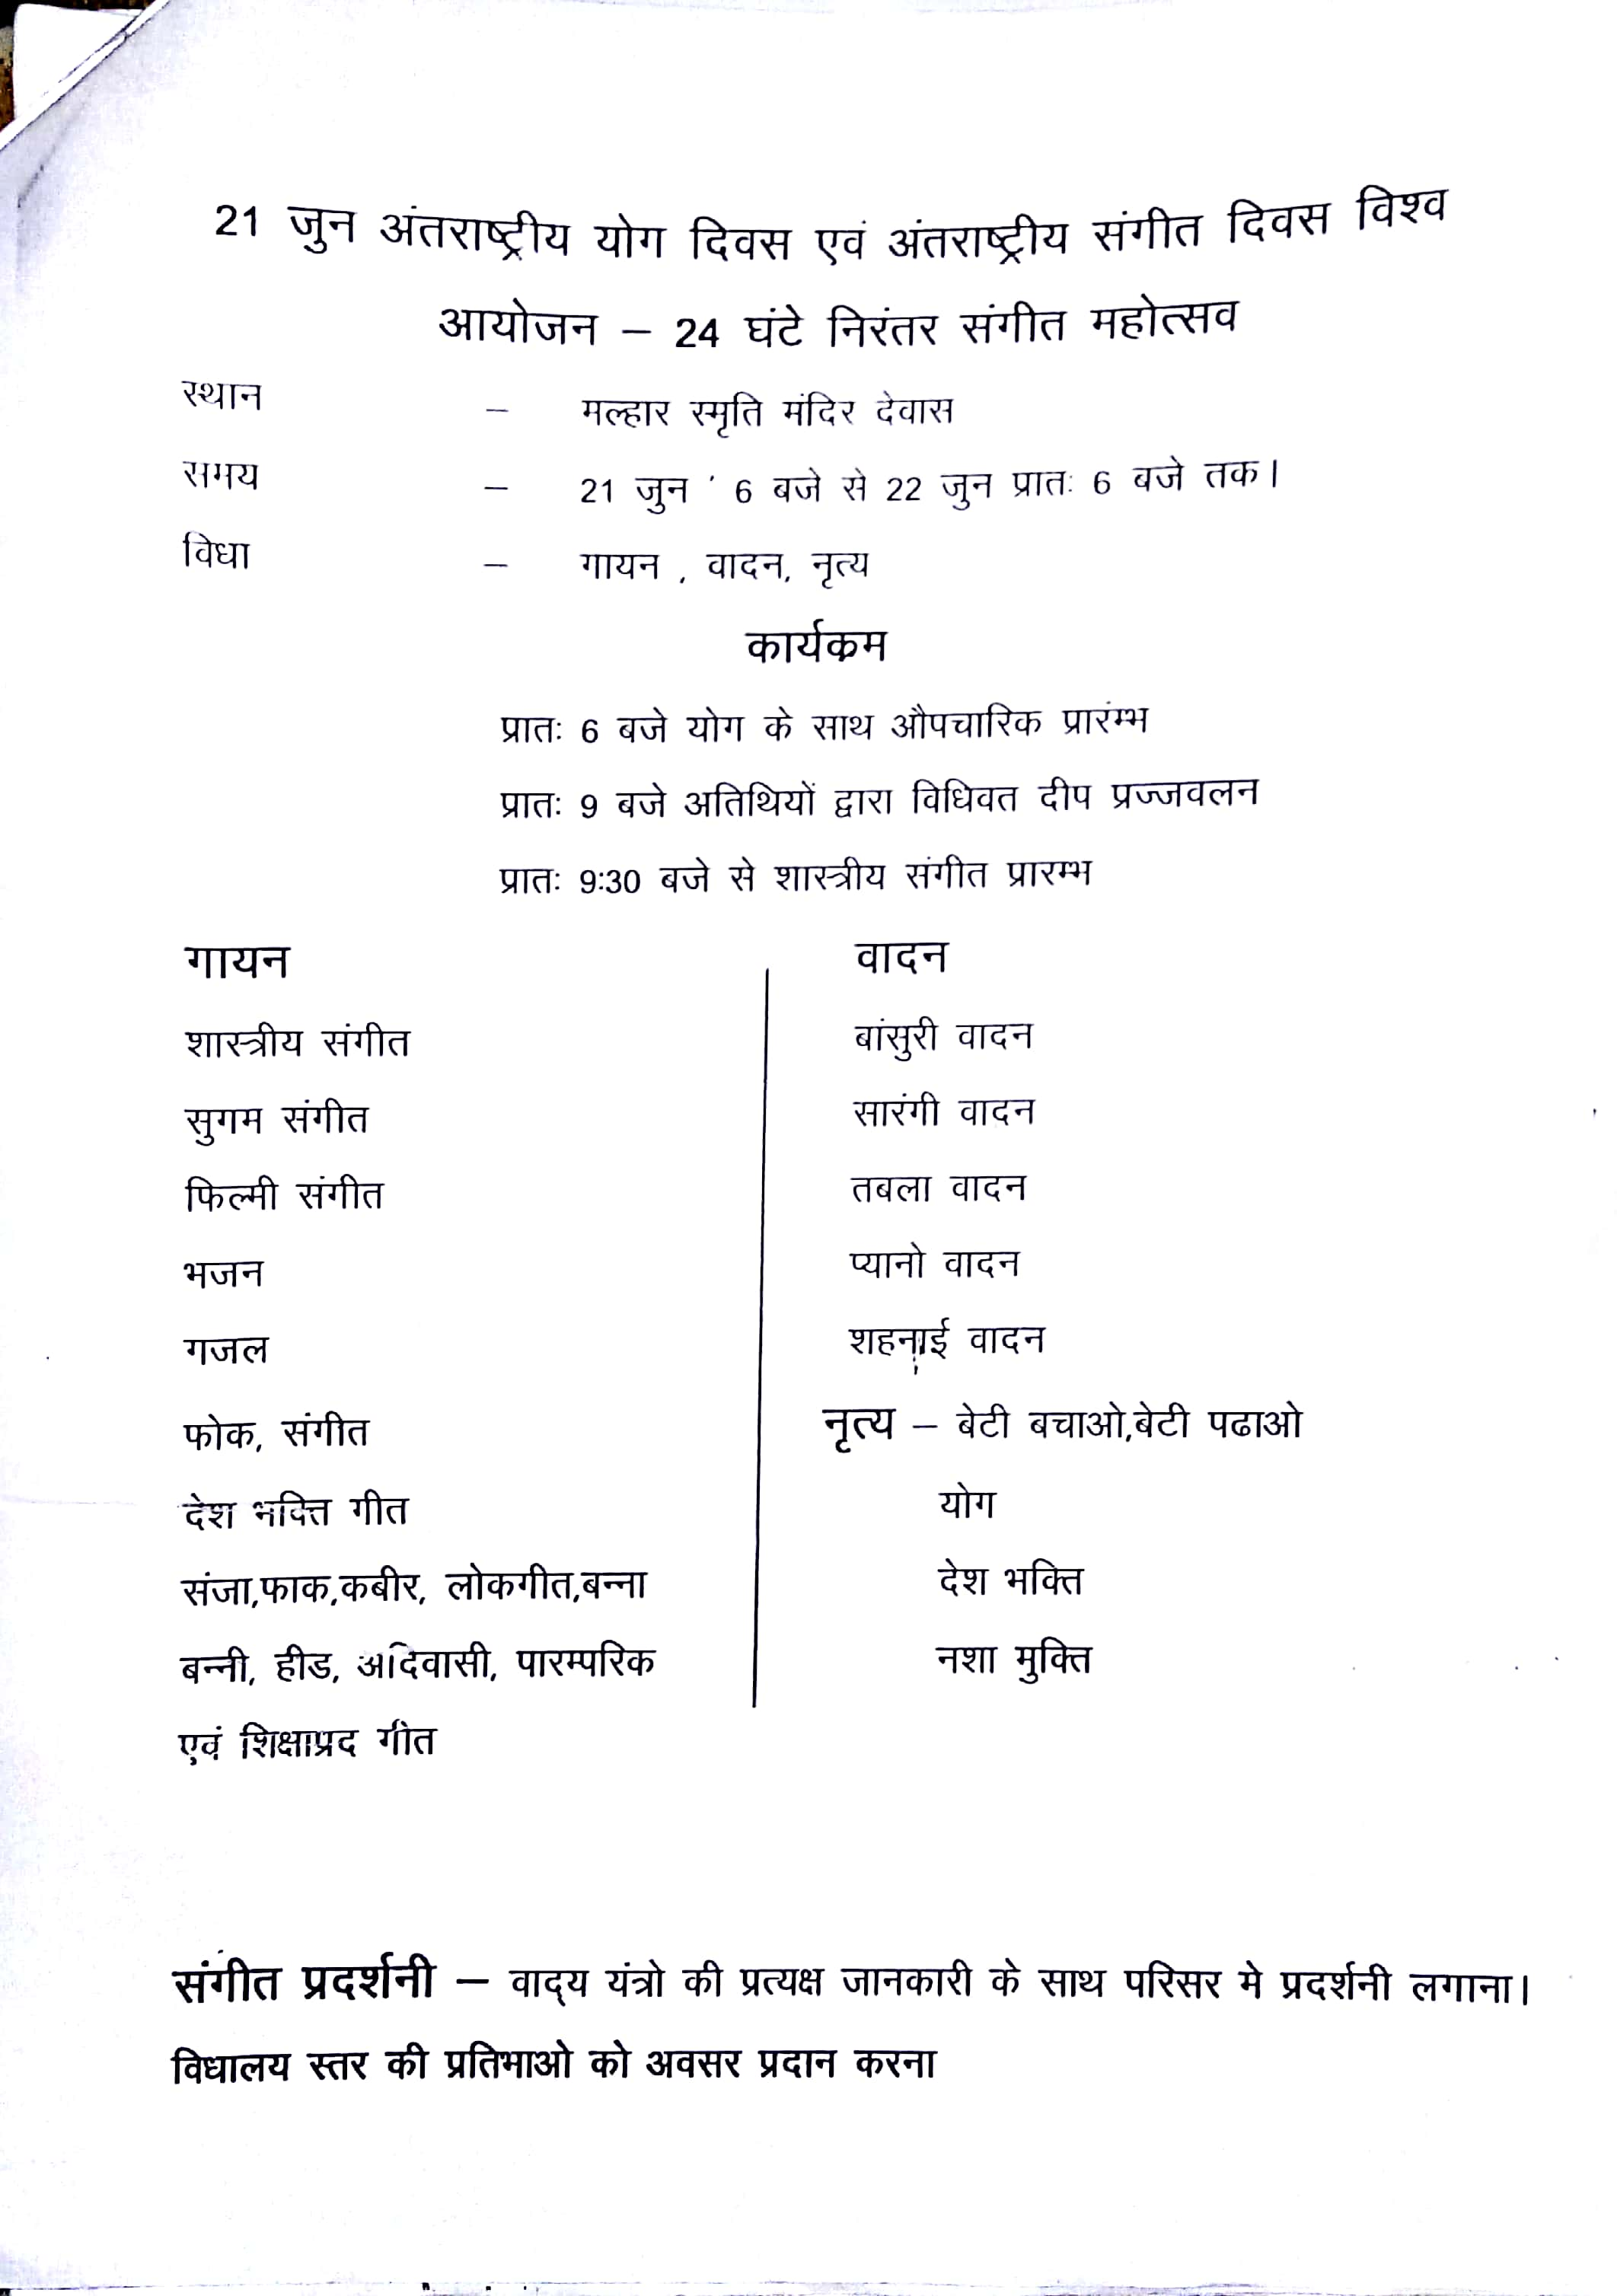 21 जुन अंतराष्ट्रीय योग दिवस एवं अंतराष्ट्रीय संगीत दिवस विश्व
आयोजन – 24 घंटे निरंतर संगीत महोत्सव
स्थान – मल्हार स्मृति मंदिर देवास
समय – 21 जुन ' 6 बजे से 22 जुन प्रातः 6 बजे तक।
विधा – गायन , वादन, नृत्य
कार्यकम
प्रातः 6 बजे योग के साथ औपचारिक प्रारंम्भ
प्रातः 9 बजे अतिथियों द्वारा विधिवत दीप प्रज्जवलन
प्रातः 9:30 बजे से शास्त्रीय संगीत प्रारम्भ
गायन
शास्त्रीय संगीत
सुगम संगीत
फिल्मी संगीत
भजन
गजल
फोक, संगीत
देश भक्ति गीत
संजा,फाक,कबीर, लोकगीत,बन्ना
बन्नी, हीड, अदिवासी, पारम्परिक
एवं शिक्षाप्रद गीत
वादन
बांसुरी वादन
सारंगी वादन
तबला वादन
प्यानो वादन
शहनाई वादन
नृत्य – बेटी बचाओ,बेटी पढाओ
योग
देश भक्ति
नशा मुक्ति
संगीत प्रदर्शनी – वाद्य यंत्रो की प्रत्यक्ष जानकारी के साथ परिसर मे प्रदर्शनी लगाना।
विधालय स्तर की प्रतिभाओ को अवसर प्रदान करना